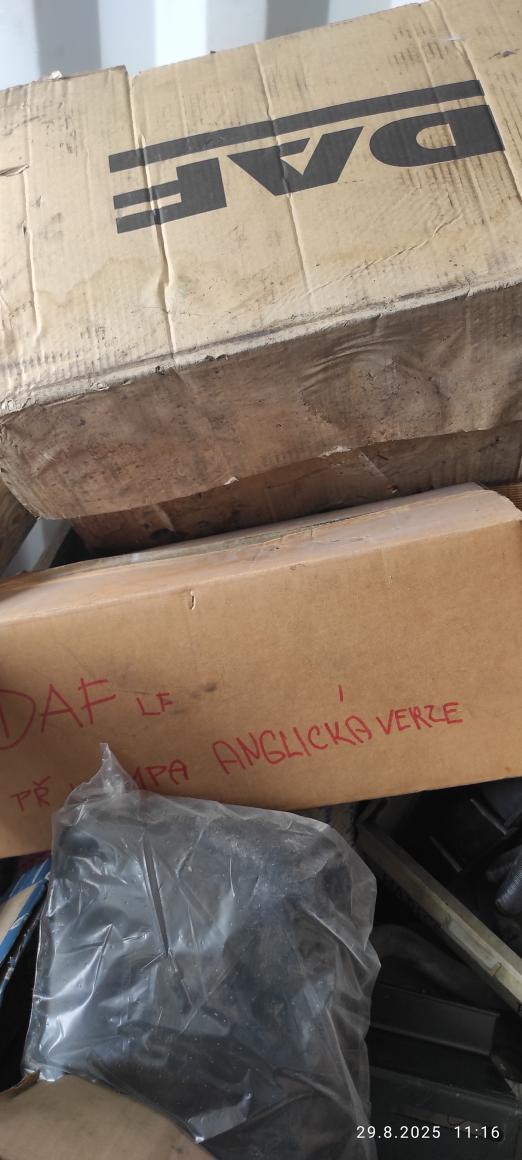 DAF
DAF LF
PŘ MPA ANGLICKÁ VERZE
29.8.2025 11:16